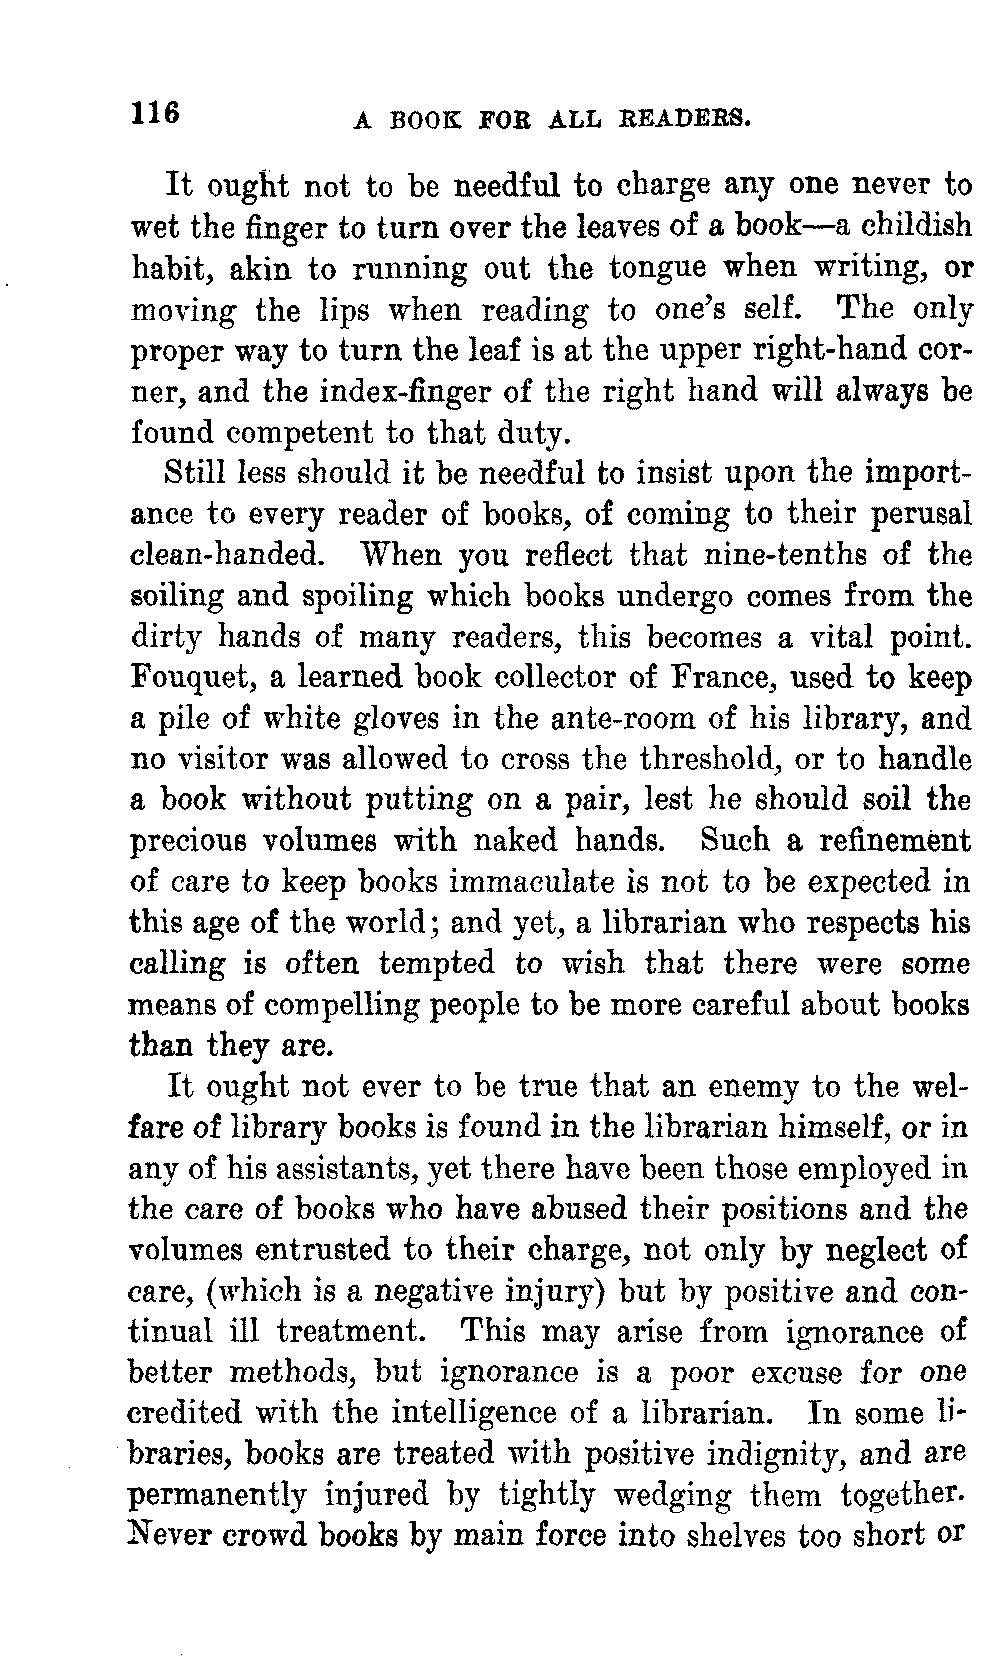 116 A BOOK FOR ALL READERS.
It ought not to be needful to charge any one never to
wet the finger to turn over the leaves of a book—a childish
habit, akin to running out the tongue when writing, or
moving the lips when reading to one's self. The only
proper way to turn the leaf is at the upper right-hand cor-
ner, and the index-finger of the right hand will always be
found competent to that duty.
Still less should it be needful to insist upon the import-
ance to every reader of books, of coming to their perusal
clean-handed. When you reflect that nine-tenths of the
soiling and spoiling which books undergo comes from the
dirty hands of many readers, this becomes a vital point.
Fouquet, a learned book collector of France, used to keep
a pile of white gloves in the ante-room of his library, and
no visitor was allowed to cross the threshold, or to handle
a book without putting on a pair, lest he should soil the
precious volumes with naked hands. Such a refinement
of care to keep books immaculate is not to be expected in
this age of the world; and yet, a librarian who respects his
calling is often tempted to wish that there were some
means of compelling people to be more careful about books
than they are.
It ought not ever to be true that an enemy to the wel-
fare of library books is found in the librarian himself, or in
any of his assistants, yet there have been those employed in
the care of books who have abused their positions and the
volumes entrusted to their charge, not only by neglect of
care, (which is a negative injury) but by positive and con-
tinual ill treatment. This may arise from ignorance of
better methods, but ignorance is a poor excuse for one
credited with the intelligence of a librarian. In some li-
braries, books are treated with positive indignity, and are
permanently injured by tightly wedging them together.
Never crowd books by main force into shelves too short or